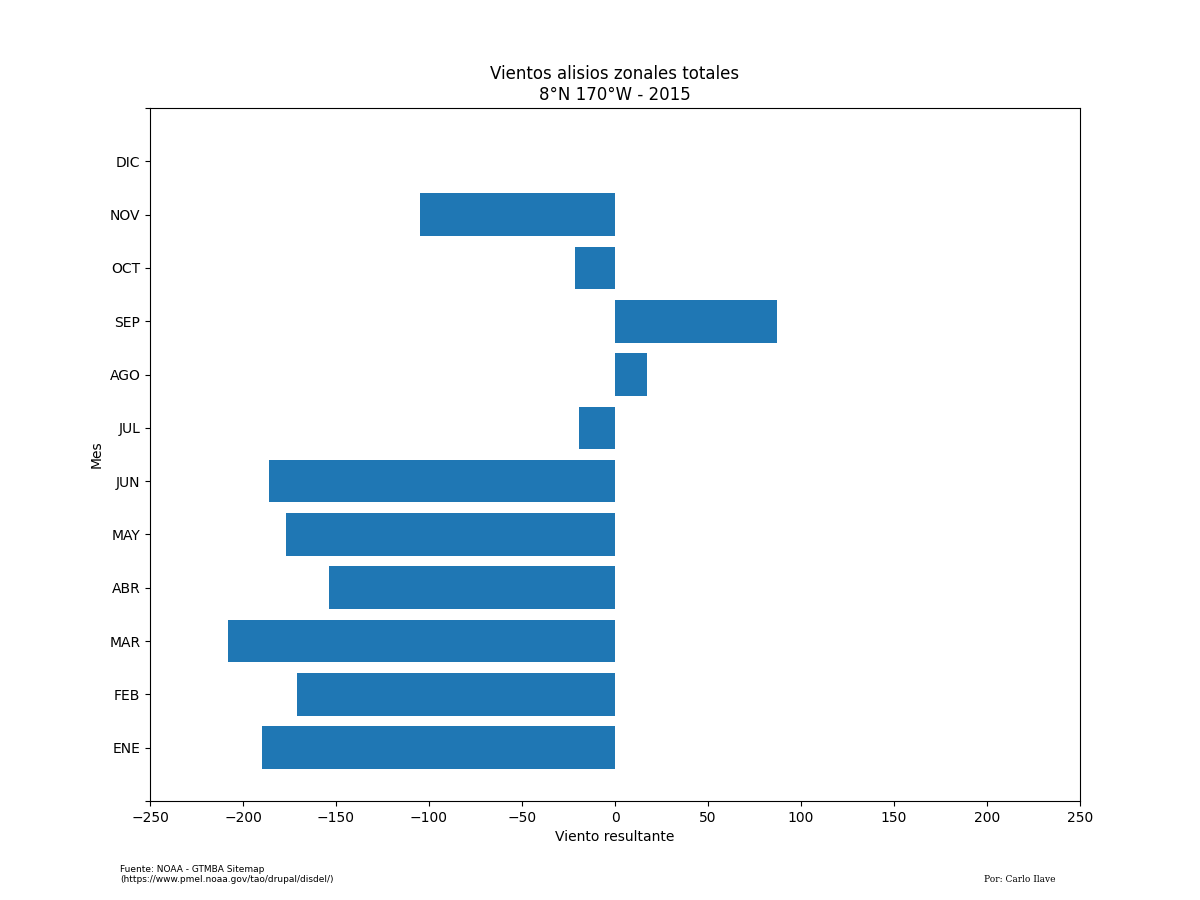 Vientos alisios zonales totales
8°N 170°W - 2015
DIC
NOV
OCT
SEP
AGO
JUL
JUN
MAY
ABR
MAR
FEB
ENE
Mes
−250 −200 −150 −100 −50 0 50 100 150 200 250
Viento resultante
Fuente: NOAA - GTMBA Sitemap
(https://www.pmel.noaa.gov/tao/drupal/disdel/)
Por: Carlo Ilave